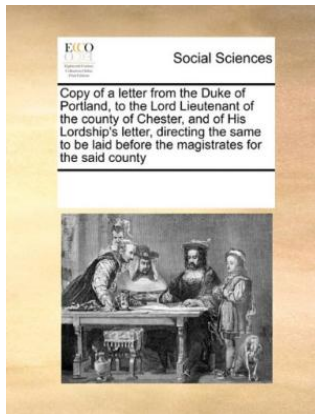 ECCO
Social Sciences
Copy of a letter from the Duke of
Portland, to the Lord Lieutenant of
the county of Chester, and of His
Lordship's letter, directing the same
to be laid before the magistrates for
the said county